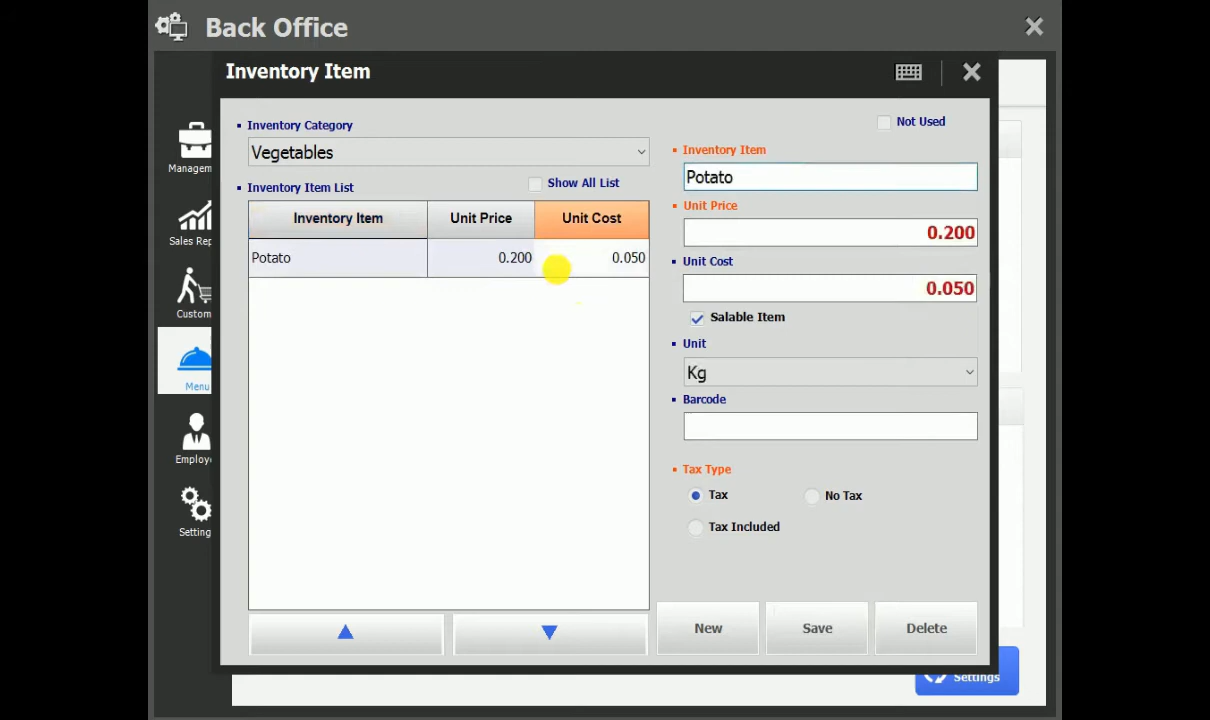 Back Office
Inventory Item
Managem
Sales Rep
Custom
Menu
Employe
Setting
Inventory Category
Vegetables
Inventory Item List
Show All List
Inventory Item Unit Price Unit Cost
Potato 0.200 0.050
Not Used
Inventory Item
Potato
Unit Price
0.200
Unit Cost
0.050
Salable Item
Unit
Kg
Barcode
Tax Type
Tax No Tax
Tax Included
New Save Delete
Settings